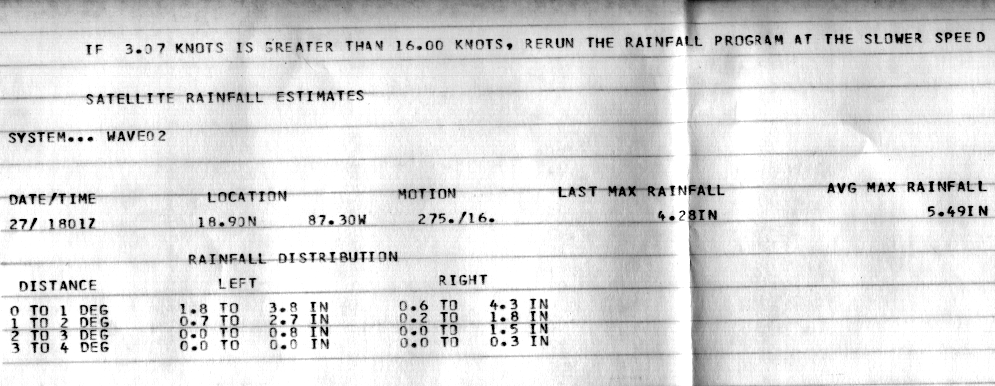 IF 3.07 KNOTS IS GREATER THAN 16.00 KNOTS, RERUN THE RAINFALL PROGRAM AT THE SLOWER SPEED
SATELLITE RAINFALL ESTIMATES
SYSTEM... WAVE02
DATE/TIME LOCATION MOTION LAST MAX RAINFALL AVG MAX RAINFALL
27/ 1801Z 18.90N 87.30W 275./16. 4.28IN 5.49IN
RAINFALL DISTRIBUTION
DISTANCE LEFT RIGHT
0 TO 1 DEG 1.8 TO 3.8 IN 0.6 TO 4.3 IN
1 TO 2 DEG 0.7 TO 2.7 IN 0.2 TO 1.8 IN
2 TO 3 DEG 0.0 TO 0.8 IN 0.0 TO 1.5 IN
3 TO 4 DEG 0.0 TO 0.0 IN 0.0 TO 0.3 IN